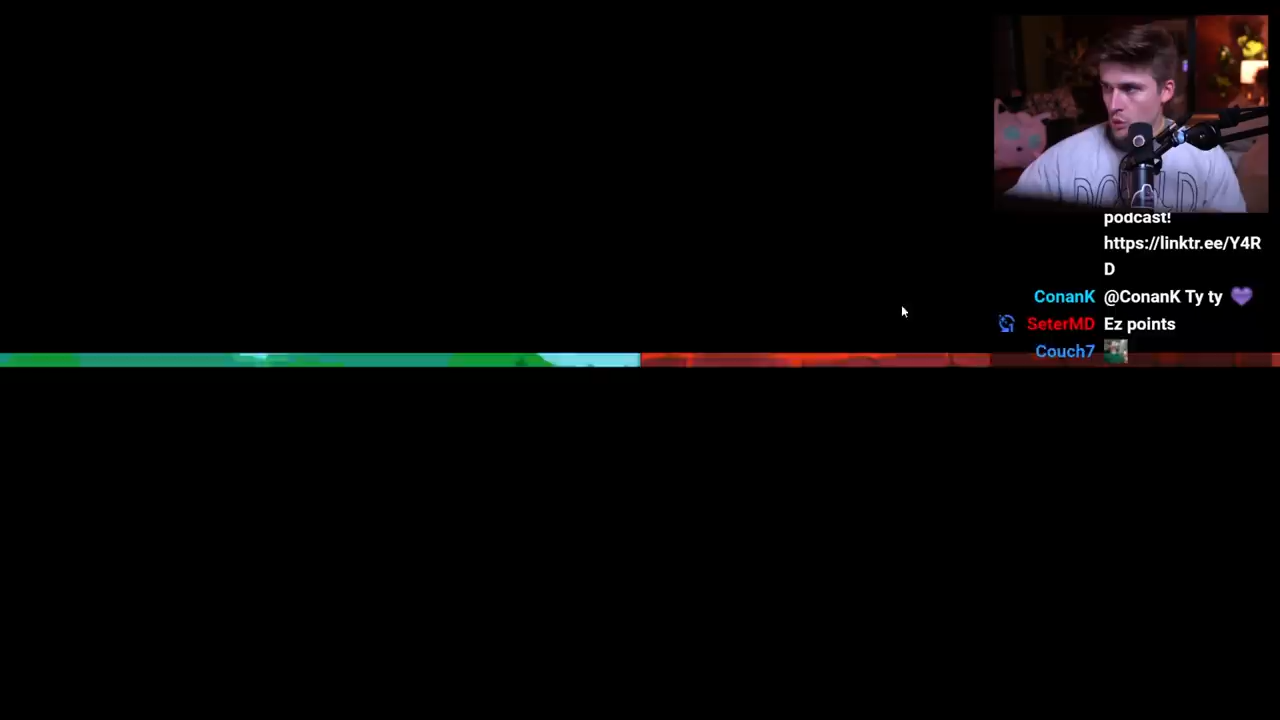 podcast!
https://linktr.ee/Y4R
D
ConanK @ConanK Ty ty
SeterMD Ez points
Couch7